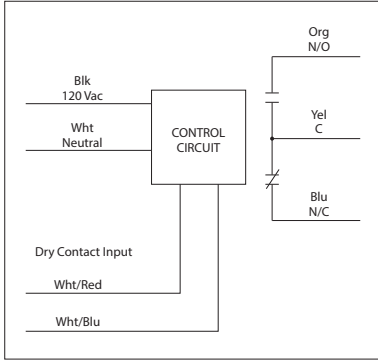 Org
N/O
Blk
120 Vac
Yel
C
Wht
Neutral
CONTROL
CIRCUIT
Blu
N/C
Dry Contact Input
Wht/Red
Wht/Blu